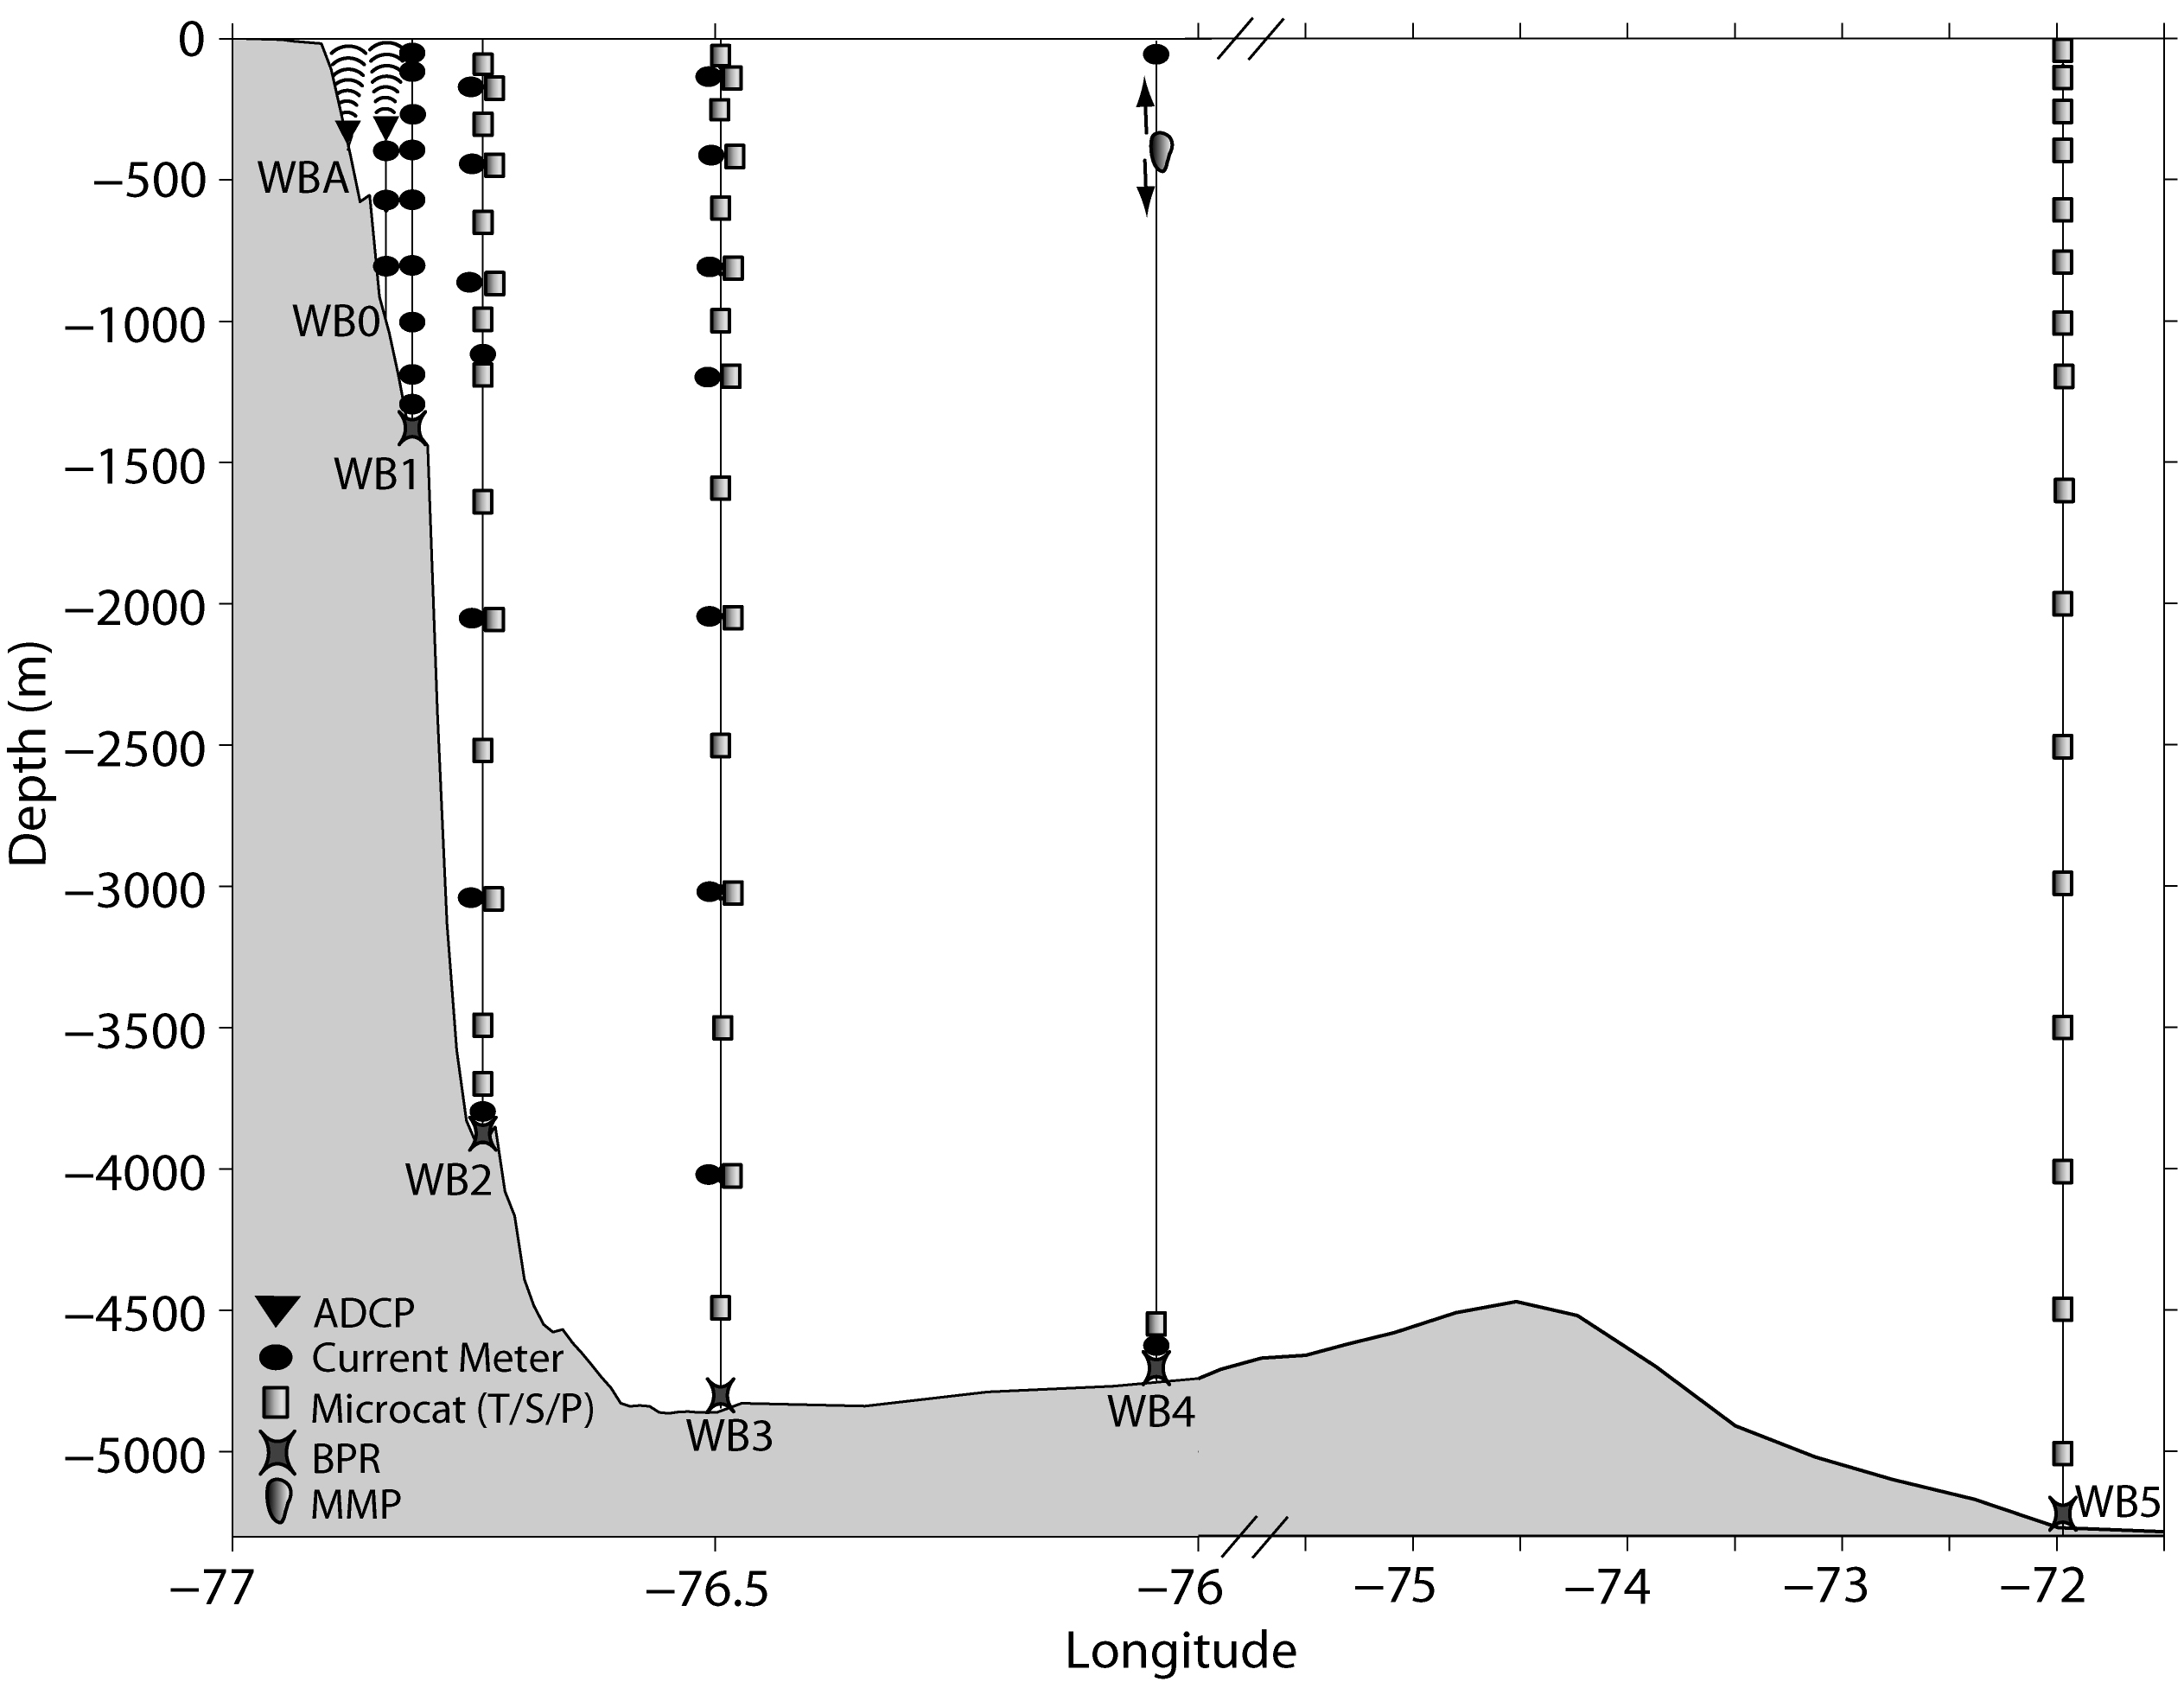 0
−500
−1000
−1500
−2000
−2500
−3000
−3500
−4000
−4500
−5000
Depth (m)
WBA
WB0
WB1
WB2
WB3
WB4
WB5
ADCP
Current Meter
Microcat (T/S/P)
BPR
MMP
−77
−76.5
−76
−75
−74
−73
−72
Longitude